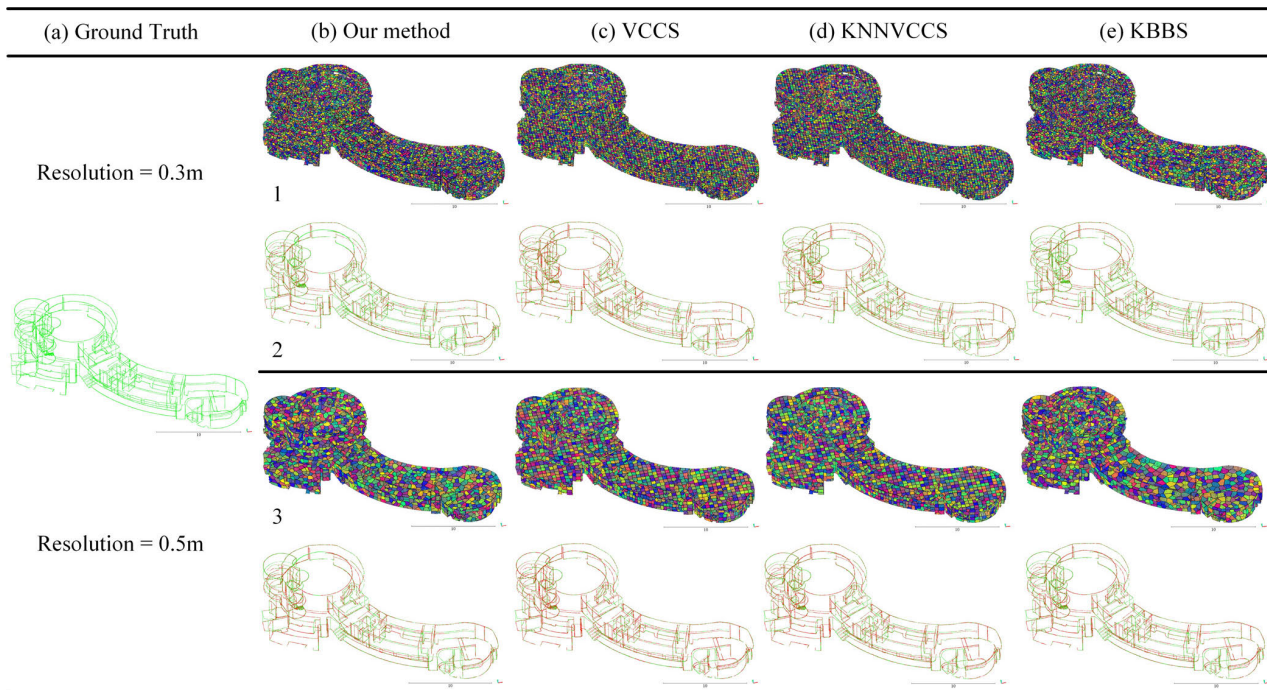 (a) Ground Truth
(b) Our method
(c) VCCS
(d) KNNVCCS
(e) KBBS
Resolution = 0.3m
1
2
Resolution = 0.5m
3